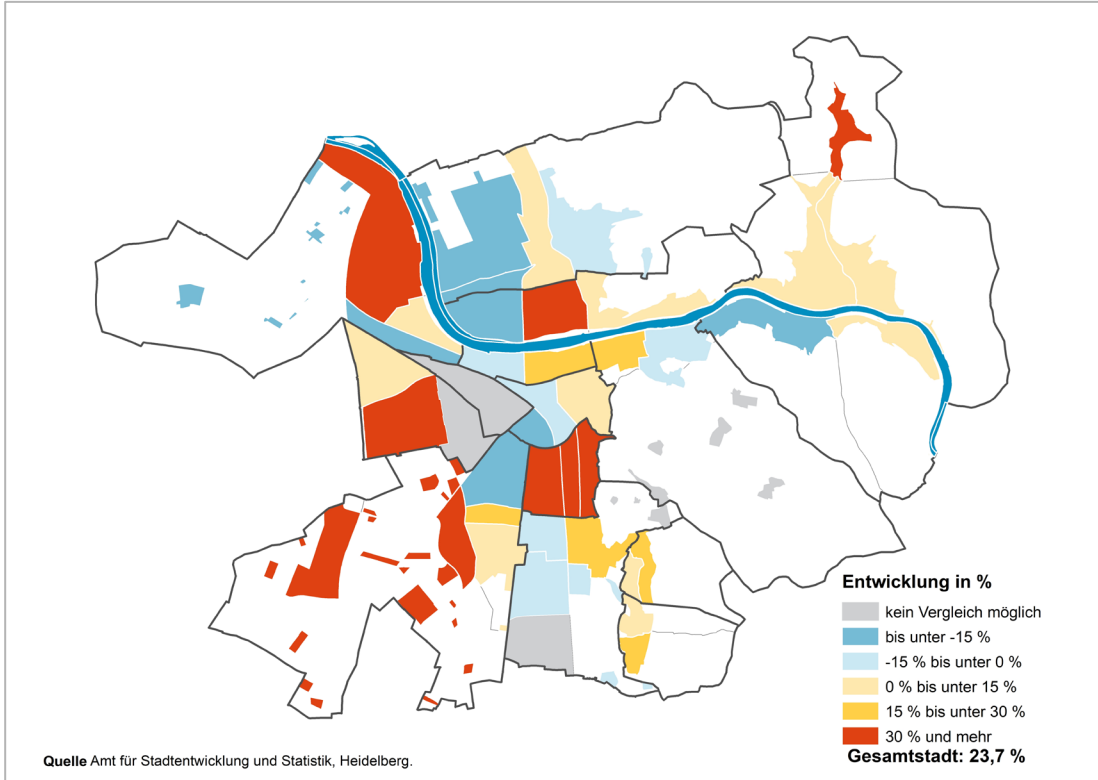 Entwicklung in %
kein Vergleich möglich
bis unter -15 %
-15 % bis unter 0 %
0 % bis unter 15 %
15 % bis unter 30 %
30 % und mehr
Gesamtstadt: 23,7 %
Quelle Amt für Stadtentwicklung und Statistik, Heidelberg.